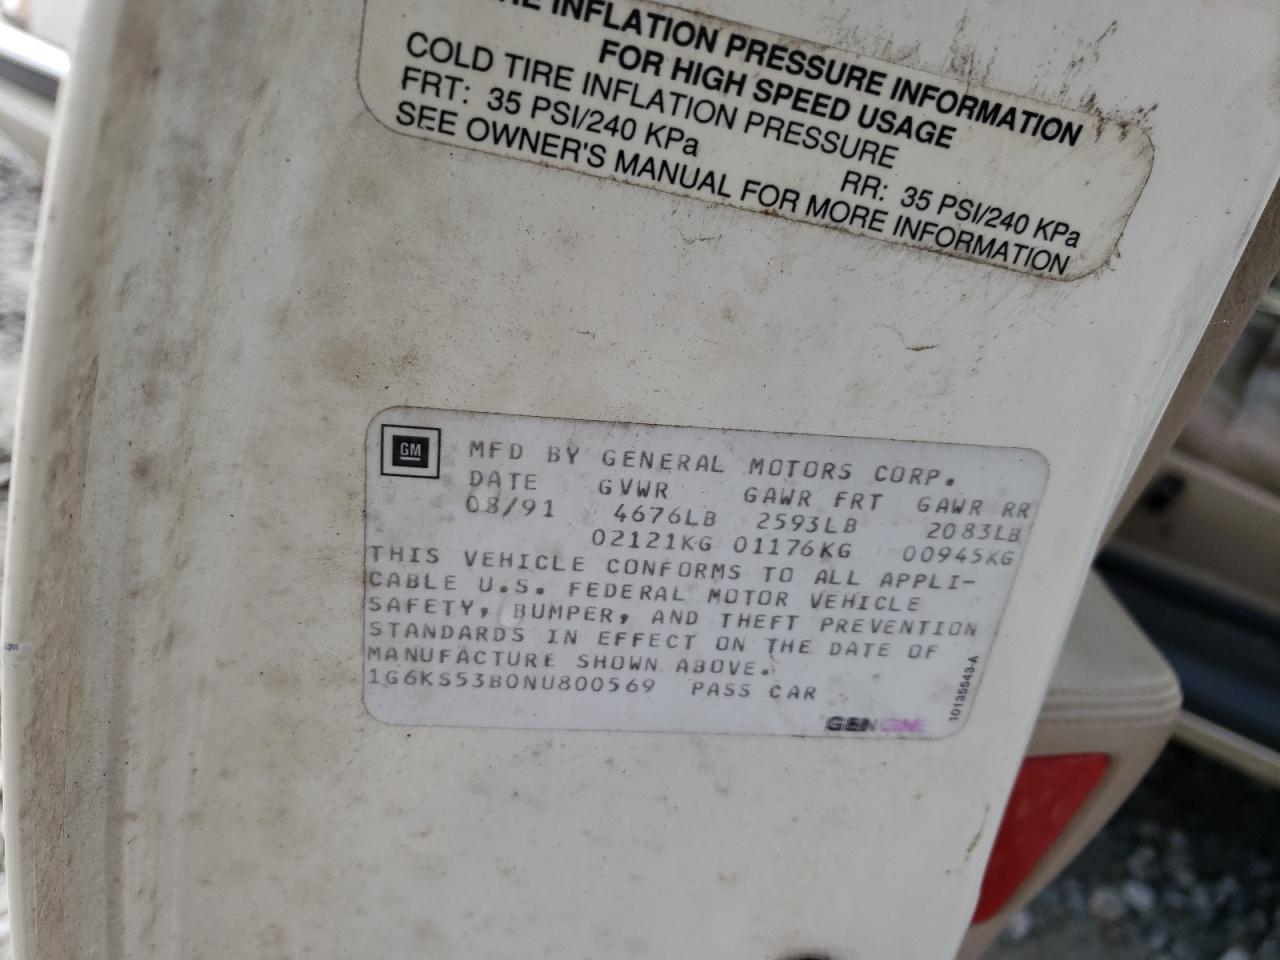 INFLATION PRESSURE INFORMATION
FOR HIGH SPEED USAGE
COLD TIRE INFLATION PRESSURE
FRT: 35 PSI/240 KPa RR: 35 PSI/240 KPa
SEE OWNER'S MANUAL FOR MORE INFORMATION
GM
MFD BY GENERAL MOTORS CORP.
DATE GVWR GAWR FRT GAWR RR
08/91 4676LB 2593LB 2083LB
02121KG 01176KG 00945KG
THIS VEHICLE CONFORMS TO ALL APPLI-
CABLE U.S. FEDERAL MOTOR VEHICLE
SAFETY, BUMPER, AND THEFT PREVENTION
STANDARDS IN EFFECT ON THE DATE OF
MANUFACTURE SHOWN ABOVE.
1G6KS53B0NU800569 PASS CAR
10135543-A